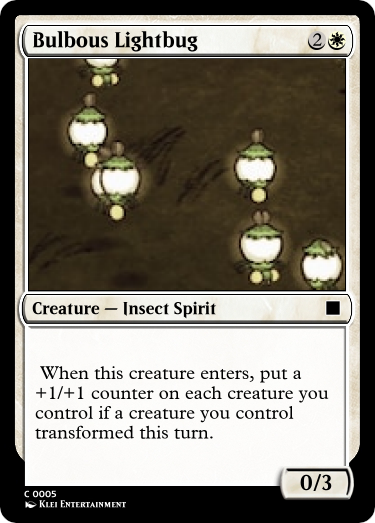 Bulbous Lightbug 2
Creature — Insect Spirit
When this creature enters, put a
+1/+1 counter on each creature you
control if a creature you control
transformed this turn.
0/3
C 0005
Klei Entertainment